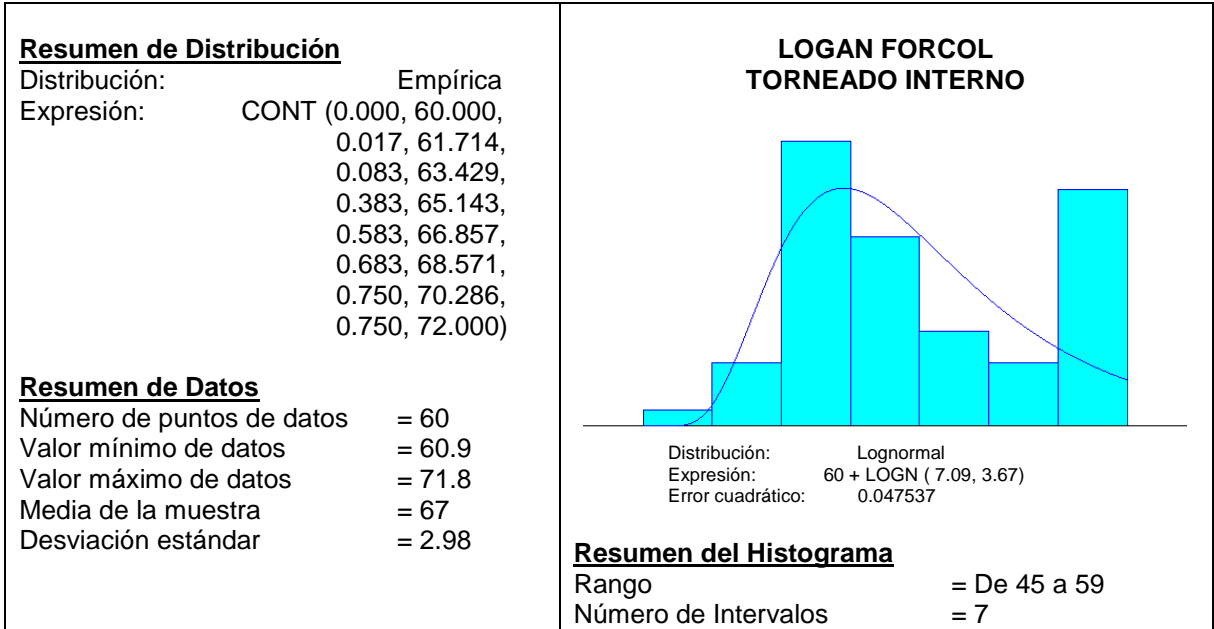 Resumen de Distribución
Distribución: Empírica
Expresión: CONT (0.000, 60.000,
0.017, 61.714,
0.083, 63.429,
0.383, 65.143,
0.583, 66.857,
0.683, 68.571,
0.750, 70.286,
0.750, 72.000)
Resumen de Datos
Número de puntos de datos = 60
Valor mínimo de datos = 60.9
Valor máximo de datos = 71.8
Media de la muestra = 67
Desviación estándar = 2.98
LOGAN FORCOL
TORNEADO INTERNO
Distribución: Lognormal
Expresión: 60 + LOGN ( 7.09, 3.67)
Error cuadrático: 0.047537
Resumen del Histograma
Rango = De 45 a 59
Número de Intervalos = 7